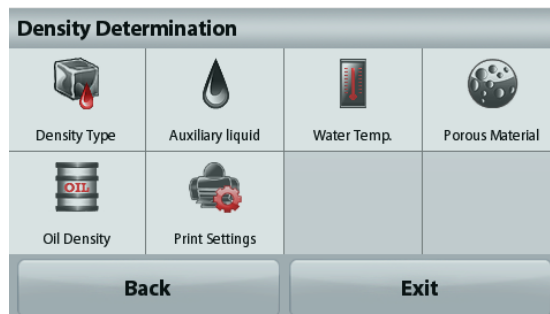 Density Determination
Density Type
Auxiliary liquid
Water Temp.
Porous Material
OIL
Oil Density
Print Settings
Back
Exit